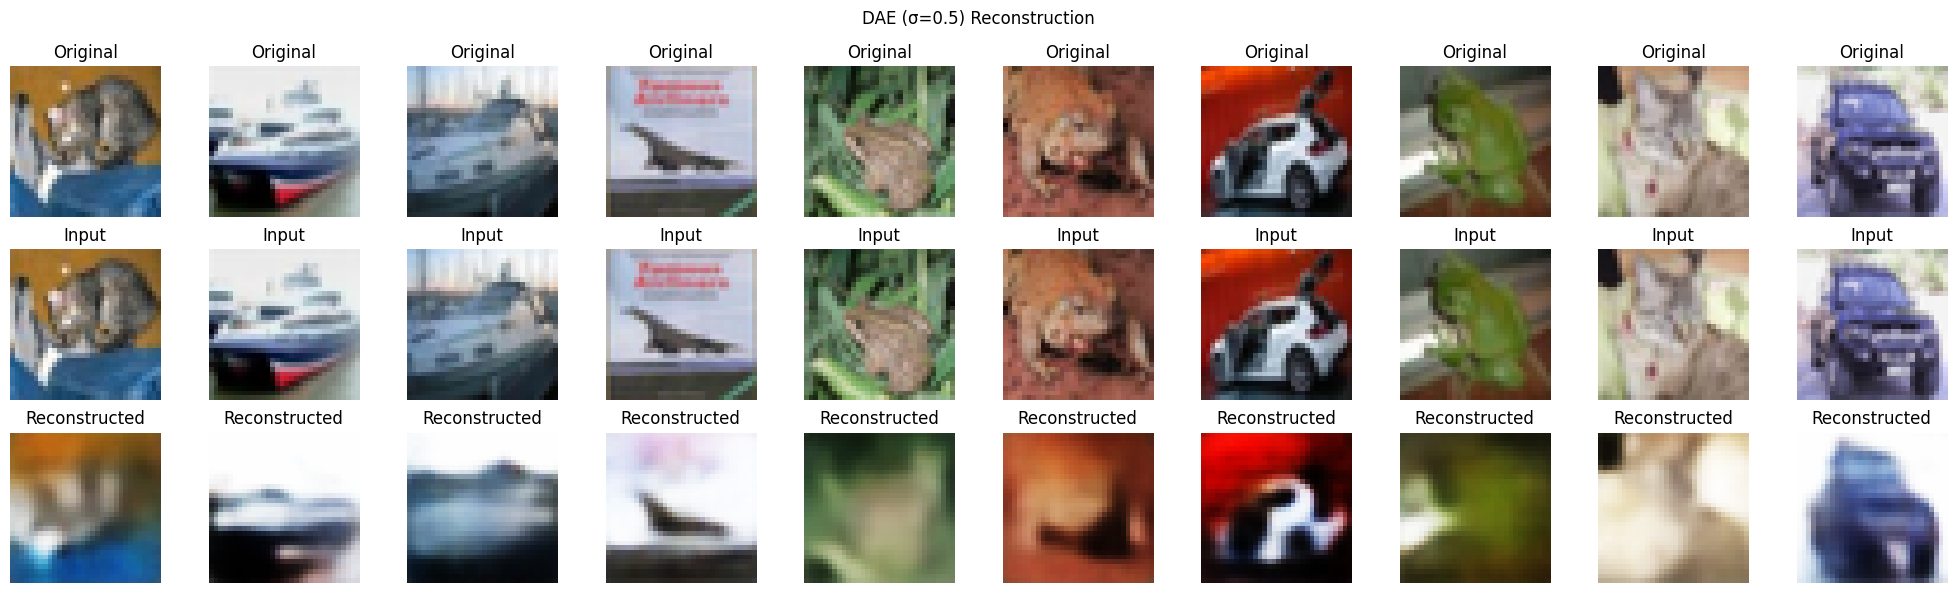 DAE (σ=0.5) Reconstruction
Original Original Original Original Original Original Original Original Original Original
Input Input Input Input Input Input Input Input Input Input
Reconstructed Reconstructed Reconstructed Reconstructed Reconstructed Reconstructed Reconstructed Reconstructed Reconstructed Reconstructed